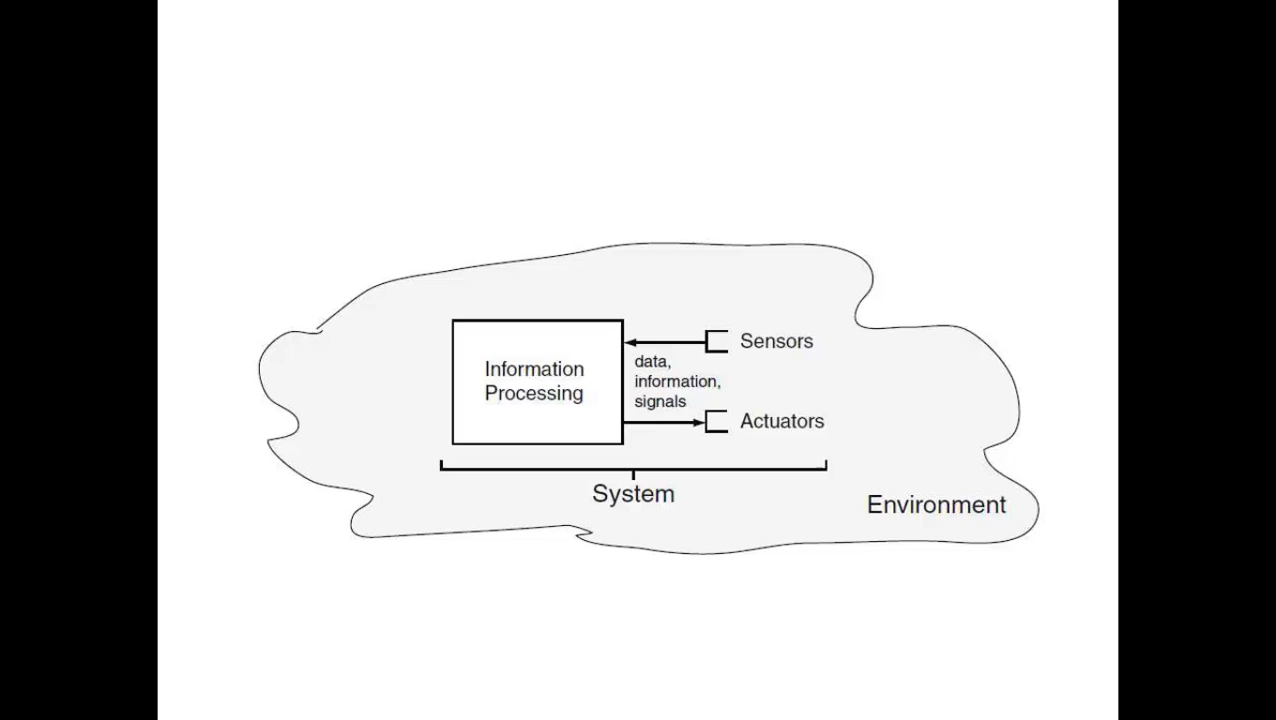 Information
Processing
data,
information,
signals
Sensors
Actuators
System
Environment